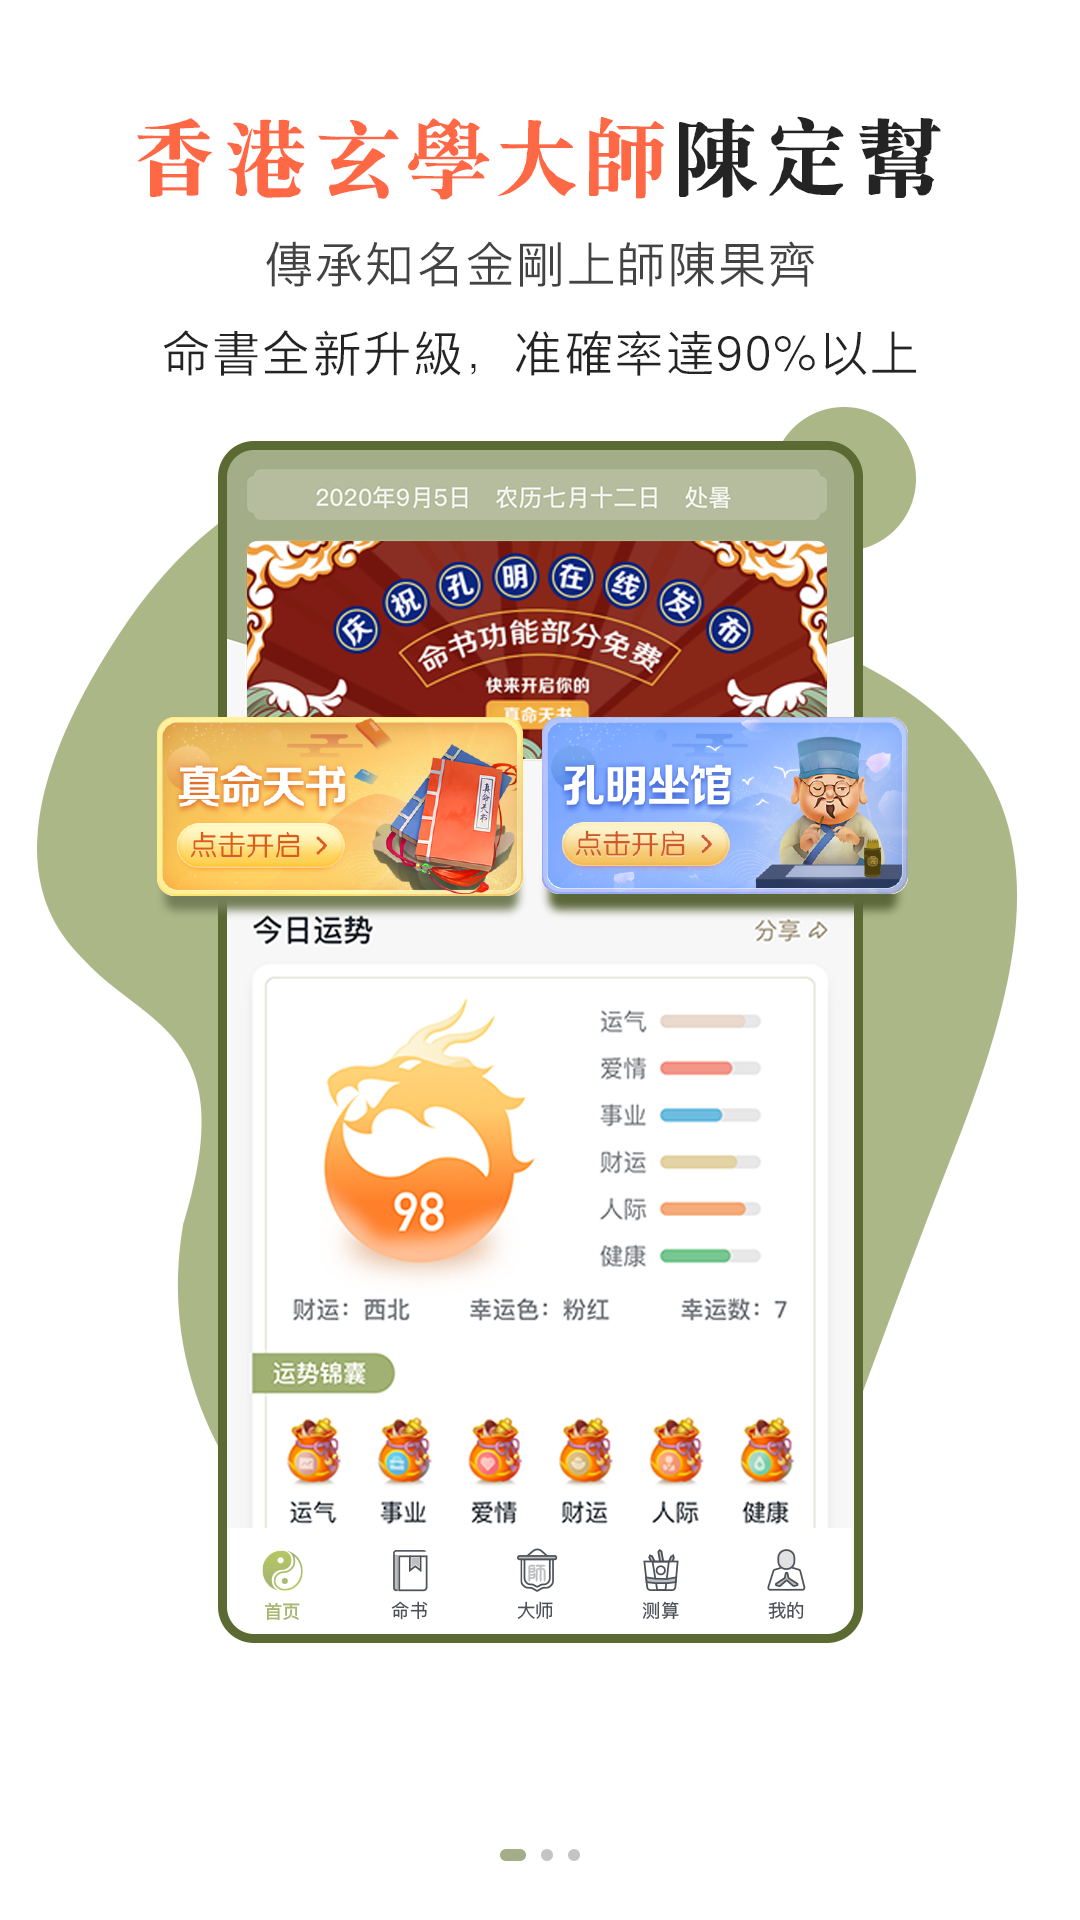 香港玄學大師陳定幫
傳承知名金剛上師陳果齊
命書全新升級，准確率達90%以上
2020年9月5日 农历七月十二日 处暑
庆祝孔明在线发布
命书功能部分免费
快来开启你的
真命天书
真命天书
点击开启
真命天书
孔明坐馆
点击开启
今日运势
分享
运气
爱情
事业
财运
人际
健康
98
财运：西北 幸运色：粉红 幸运数：7
运势锦囊
运气 事业 爱情 财运 人际 健康
師
首页 命书 大师 测算 我的